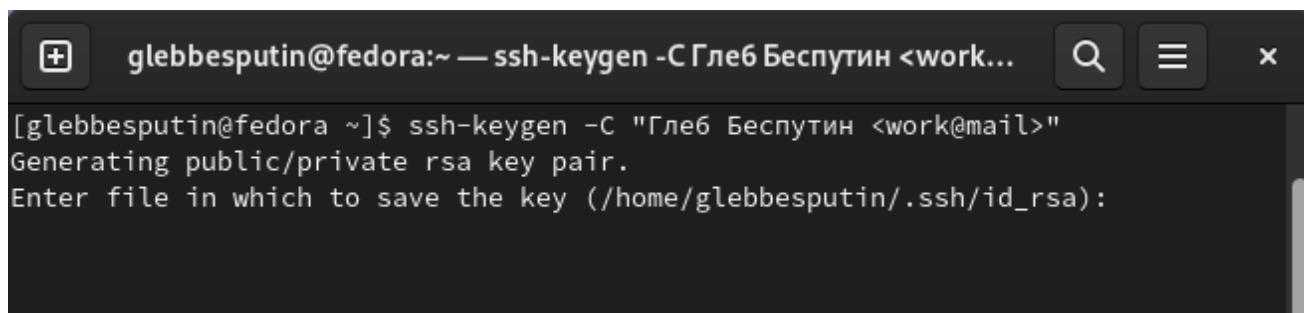 glebbesputin@fedora:~ — ssh-keygen -C Глеб Беспутин <work...
[glebbesputin@fedora ~]$ ssh-keygen -C "Глеб Беспутин <work@mail>"
Generating public/private rsa key pair.
Enter file in which to save the key (/home/glebbesputin/.ssh/id_rsa):